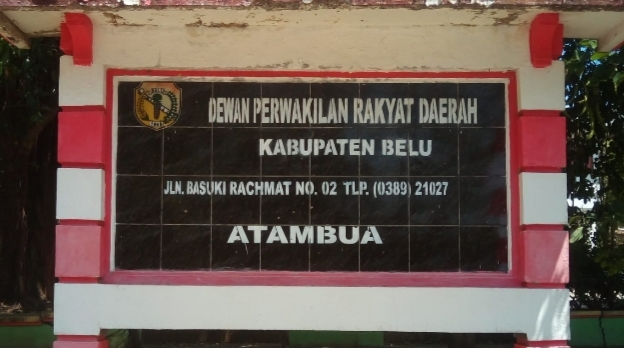 DEWAN PERWAKILAN RAKYAT DAERAH
KABUPATEN BELU
JLN. BASUKI RACHMAT NO. 02 TLP. (0389) 21027
ATAMBUA